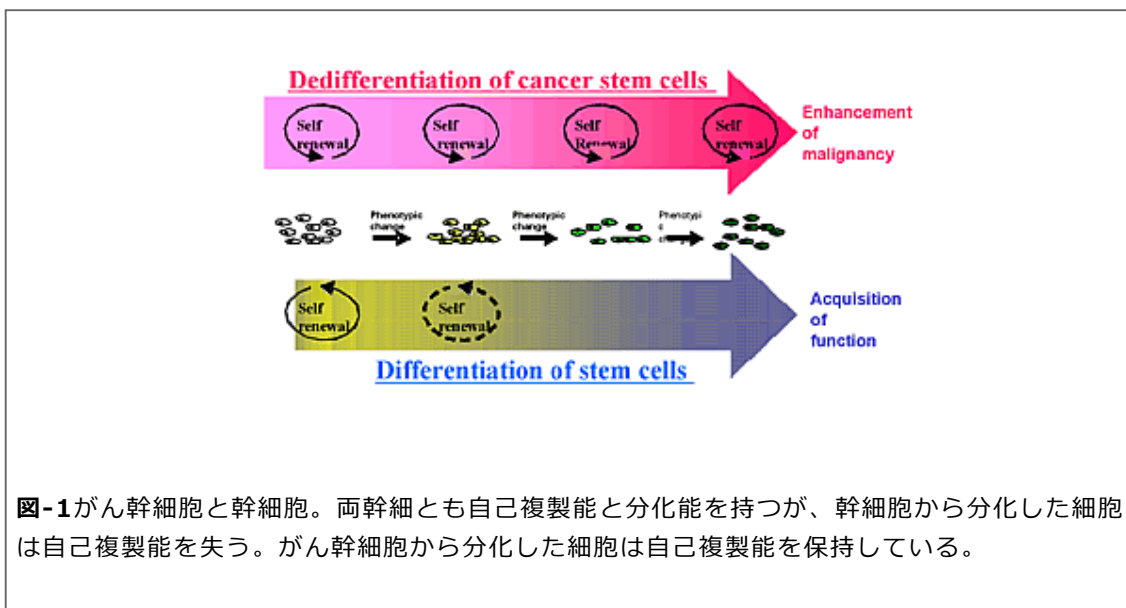 Dedifferentiation of cancer stem cells
Self
renewal
Self
renewal
Self
Renewal
Self
renewal
Enhancement
of
malignancy
Phenotypic
change
Phenotypic
change
Phenotypi
c
Self
renewal
Self
renewal
Acquisition
of
function
Differentiation of stem cells
図-1がん幹細胞と幹細胞。両幹細とも自己複製能と分化能を持つが、幹細胞から分化した細胞
は自己複製能を失う。がん幹細胞から分化した細胞は自己複製能を保持している。